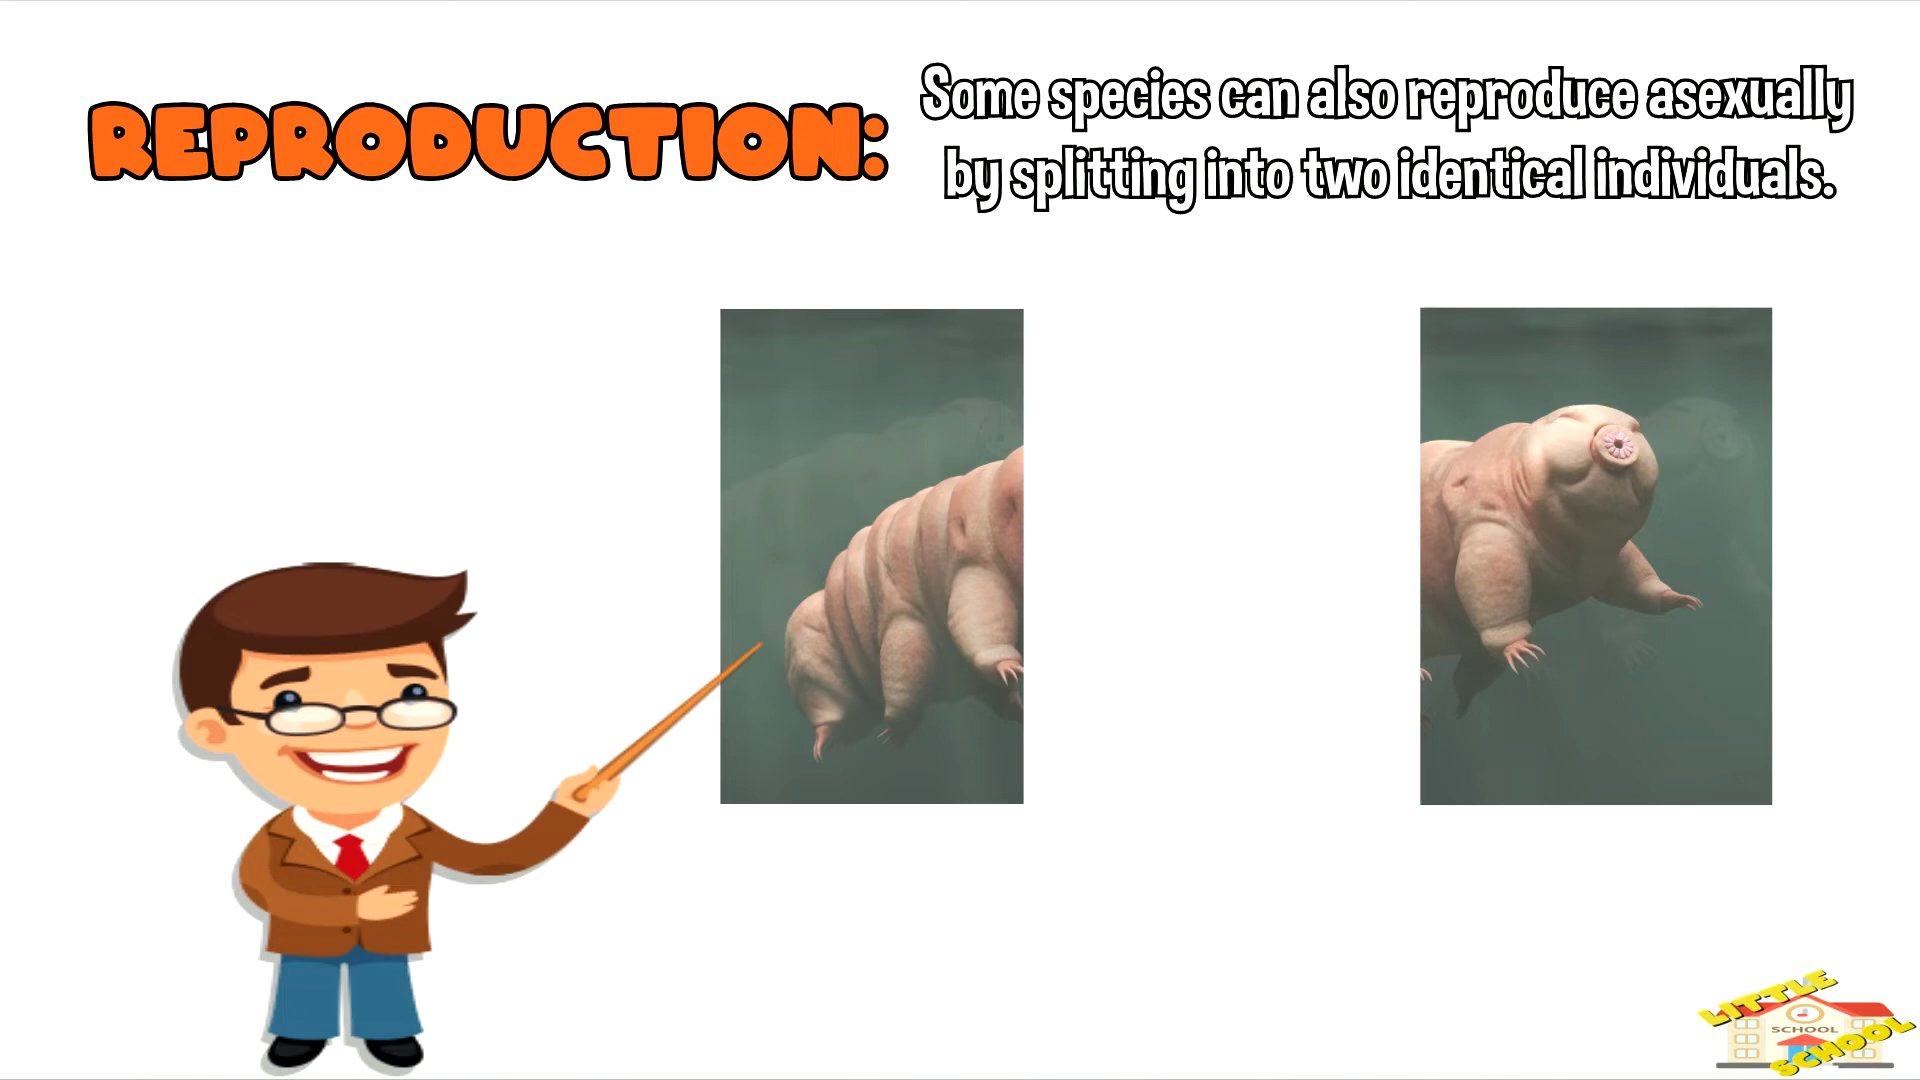 REPRODUCTION:
Some species can also reproduce asexually
by splitting into two identical individuals.
LITTLE
SCHOOL
SCHOOL